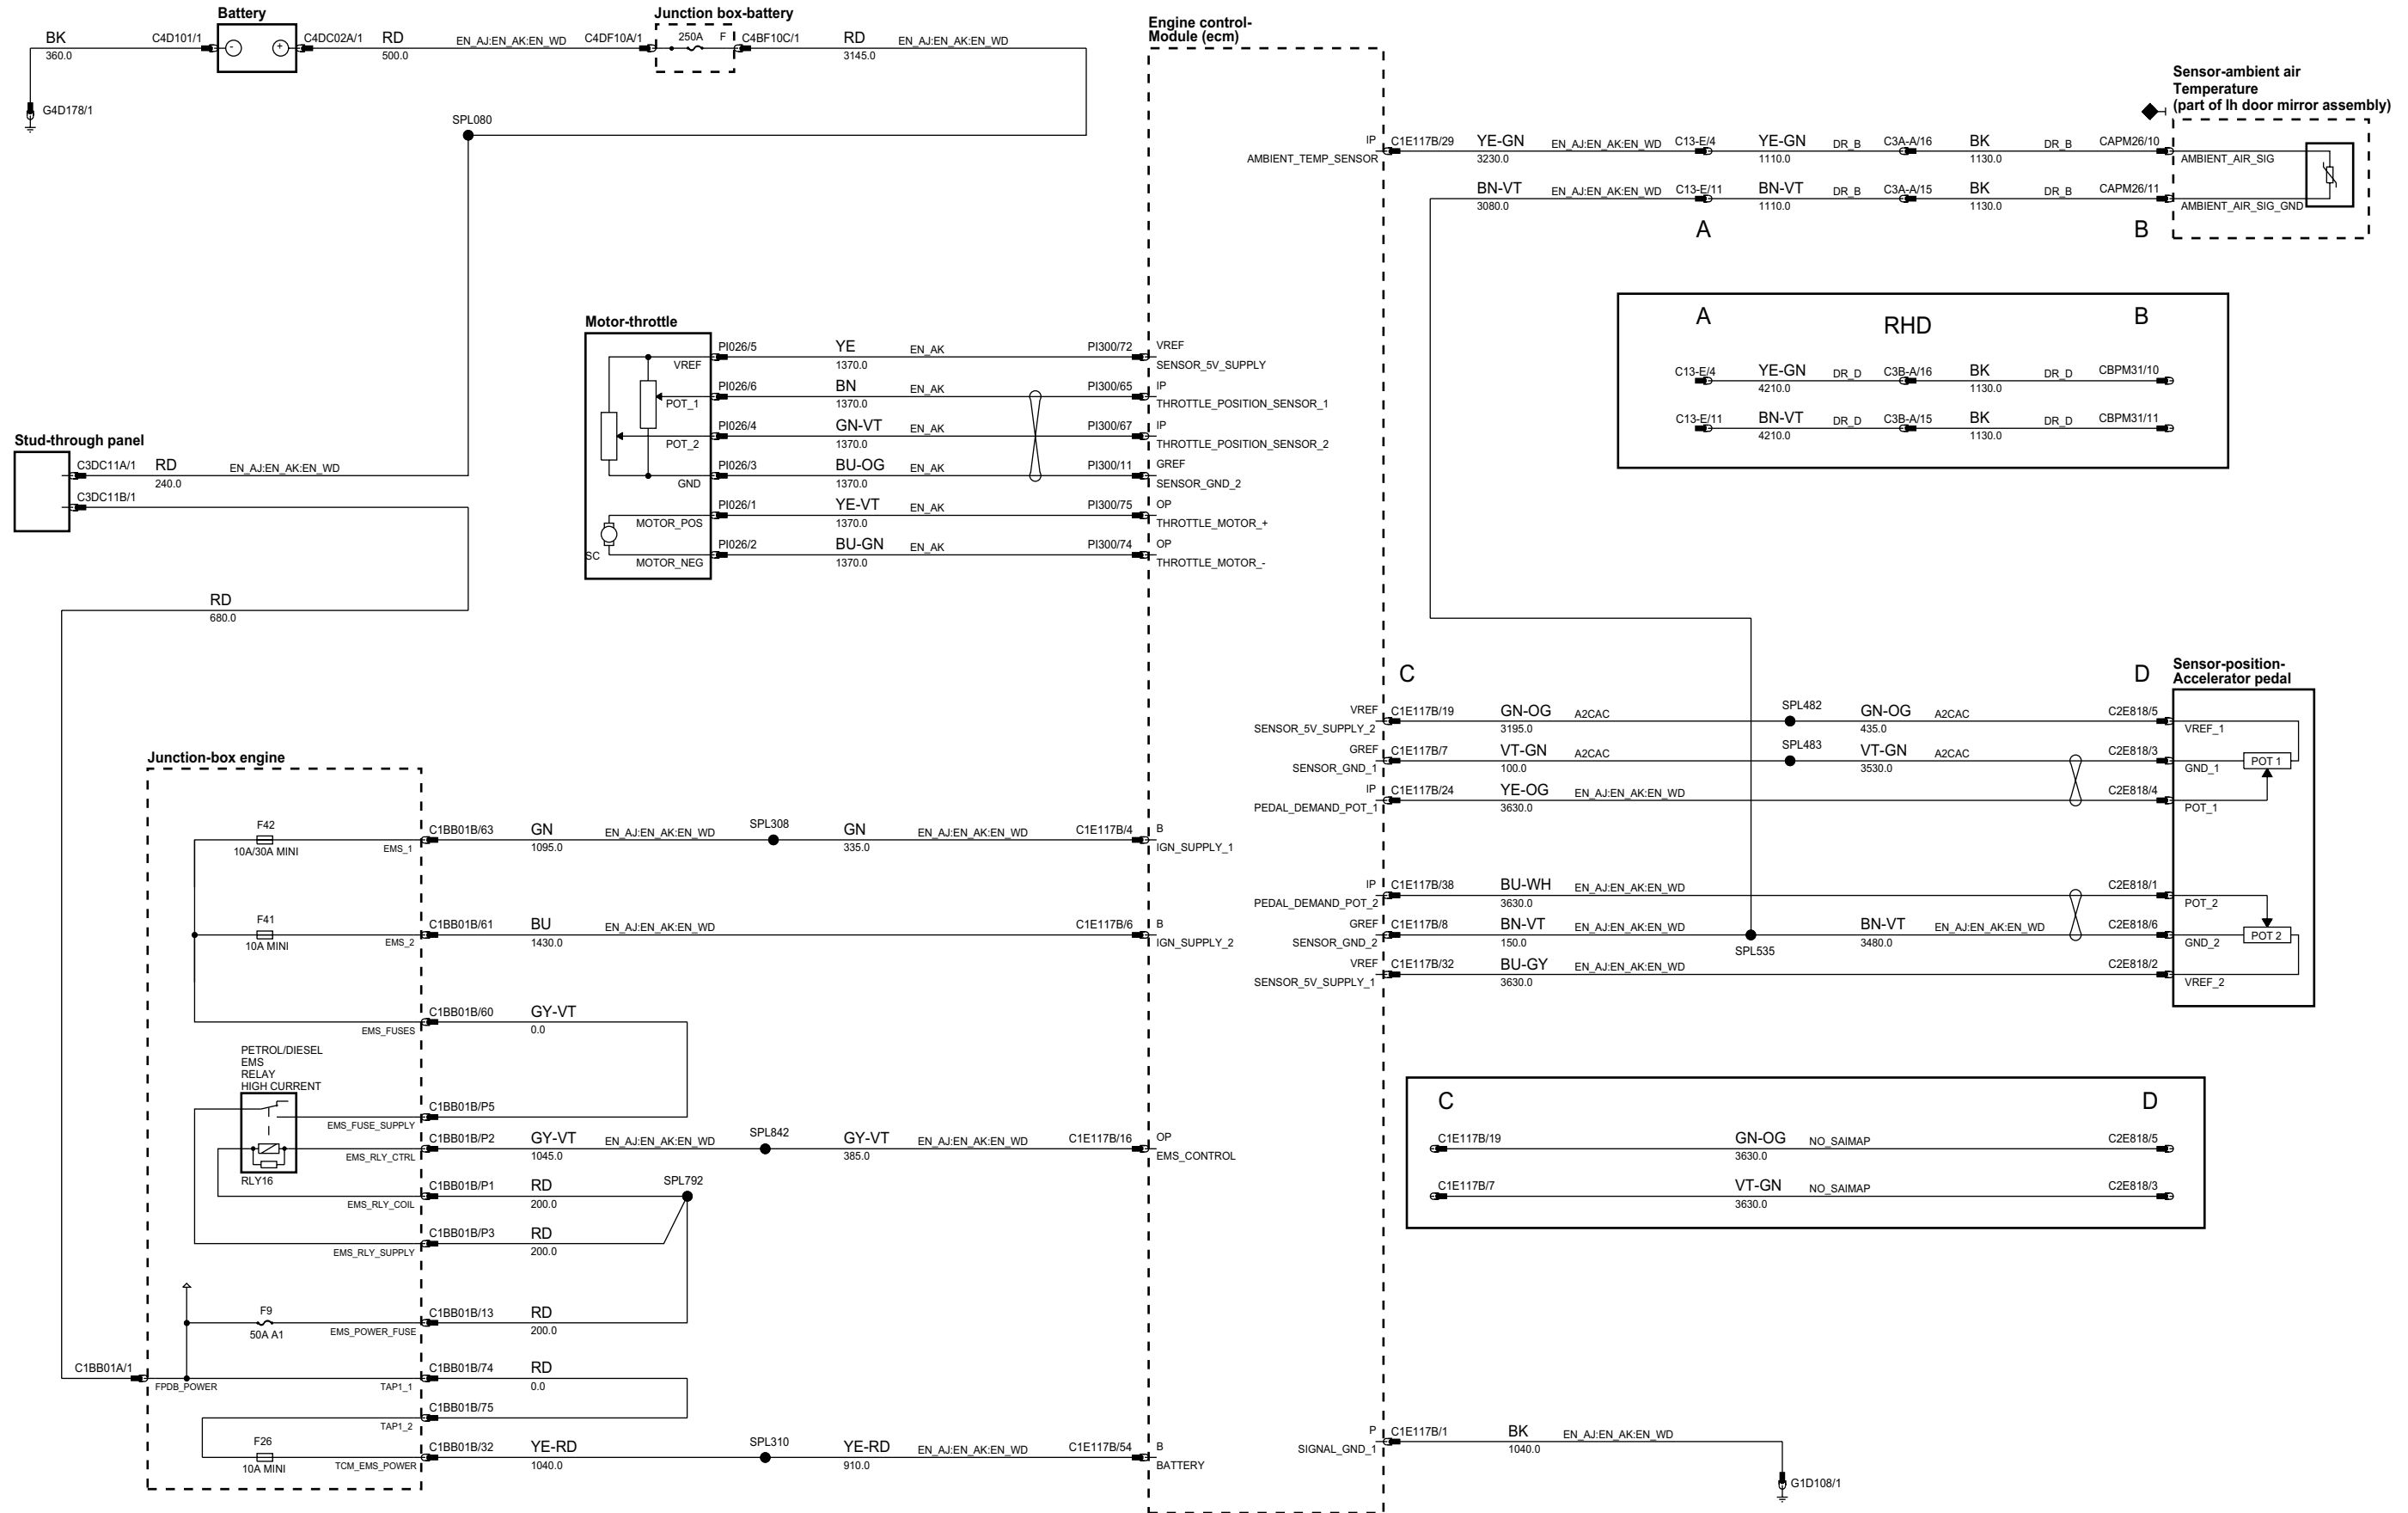 Battery
Junction box-battery
BK
360.0
C4D101/1
-
+
C4DC02A/1
RD
500.0
EN_AJ:EN_AK:EN_WD
C4DF10A/1
250A
F
C4BF10C/1
RD
3145.0
EN_AJ:EN_AK:EN_WD
G4D178/1
SPL080
Engine control-
Module (ecm)
Sensor-ambient air
Temperature
(part of lh door mirror assembly)
IP
AMBIENT_TEMP_SENSOR
C1E117B/29
YE-GN
3230.0
EN_AJ:EN_AK:EN_WD
C13-E/4
YE-GN
1110.0
DR_B
C3A-A/16
BK
1130.0
DR_B
CAPM26/10
AMBIENT_AIR_SIG
BN-VT
3080.0
EN_AJ:EN_AK:EN_WD
C13-E/11
BN-VT
1110.0
DR_B
C3A-A/15
BK
1130.0
DR_B
CAPM26/11
AMBIENT_AIR_SIG_GND
A
B
A
RHD
B
C13-E/4
YE-GN
4210.0
DR_D
C3B-A/16
BK
1130.0
DR_D
CBPM31/10
C13-E/11
BN-VT
4210.0
DR_D
C3B-A/15
BK
1130.0
DR_D
CBPM31/11
Motor-throttle
VREF
PI026/5
YE
1370.0
EN_AK
PI300/72
VREF
SENSOR_5V_SUPPLY
POT_1
PI026/6
BN
1370.0
EN_AK
PI300/65
IP
THROTTLE_POSITION_SENSOR_1
POT_2
PI026/4
GN-VT
1370.0
EN_AK
PI300/67
IP
THROTTLE_POSITION_SENSOR_2
GND
PI026/3
BU-OG
1370.0
EN_AK
PI300/11
GREF
SENSOR_GND_2
MOTOR_POS
PI026/1
YE-VT
1370.0
EN_AK
PI300/75
OP
THROTTLE_MOTOR_+
SC
MOTOR_NEG
PI026/2
BU-GN
1370.0
EN_AK
PI300/74
OP
THROTTLE_MOTOR_-
Stud-through panel
C3DC11A/1
RD
240.0
EN_AJ:EN_AK:EN_WD
C3DC11B/1
RD
680.0
C
D
Sensor-position-
Accelerator pedal
VREF
SENSOR_5V_SUPPLY_2
C1E117B/19
GN-OG
3195.0
A2CAC
SPL482
GN-OG
435.0
A2CAC
C2E818/5
VREF_1
GREF
SENSOR_GND_1
C1E117B/7
VT-GN
100.0
A2CAC
SPL483
VT-GN
3530.0
A2CAC
C2E818/3
GND_1
POT 1
IP
PEDAL_DEMAND_POT_1
C1E117B/24
YE-OG
3630.0
EN_AJ:EN_AK:EN_WD
C2E818/4
POT_1
IP
PEDAL_DEMAND_POT_2
C1E117B/38
BU-WH
3630.0
EN_AJ:EN_AK:EN_WD
C2E818/1
POT_2
GREF
SENSOR_GND_2
C1E117B/8
BN-VT
150.0
EN_AJ:EN_AK:EN_WD
SPL535
BN-VT
3480.0
EN_AJ:EN_AK:EN_WD
C2E818/6
GND_2
POT 2
VREF
SENSOR_5V_SUPPLY_1
C1E117B/32
BU-GY
3630.0
EN_AJ:EN_AK:EN_WD
C2E818/2
VREF_2
C
D
C1E117B/19
GN-OG
3630.0
NO_SAIMAP
C2E818/5
C1E117B/7
VT-GN
3630.0
NO_SAIMAP
C2E818/3
Junction-box engine
F42
10A/30A MINI
EMS_1
C1BB01B/63
GN
1095.0
EN_AJ:EN_AK:EN_WD
SPL308
GN
335.0
EN_AJ:EN_AK:EN_WD
C1E117B/4
B
IGN_SUPPLY_1
F41
10A MINI
EMS_2
C1BB01B/61
BU
1430.0
EN_AJ:EN_AK:EN_WD
C1E117B/6
B
IGN_SUPPLY_2
EMS_FUSES
C1BB01B/60
GY-VT
0.0
PETROL/DIESEL
EMS
RELAY
HIGH CURRENT
RLY16
EMS_FUSE_SUPPLY
C1BB01B/P5
EMS_RLY_CTRL
C1BB01B/P2
GY-VT
1045.0
EN_AJ:EN_AK:EN_WD
SPL842
GY-VT
385.0
EN_AJ:EN_AK:EN_WD
C1E117B/16
OP
EMS_CONTROL
EMS_RLY_COIL
C1BB01B/P1
RD
200.0
SPL792
EMS_RLY_SUPPLY
C1BB01B/P3
RD
200.0
F9
50A A1
EMS_POWER_FUSE
C1BB01B/13
RD
200.0
C1BB01A/1
FPDB_POWER
TAP1_1
C1BB01B/74
RD
0.0
TAP1_2
C1BB01B/75
F26
10A MINI
TCM_EMS_POWER
C1BB01B/32
YE-RD
1040.0
SPL310
YE-RD
910.0
EN_AJ:EN_AK:EN_WD
C1E117B/54
B
BATTERY
P
SIGNAL_GND_1
C1E117B/1
BK
1040.0
EN_AJ:EN_AK:EN_WD
G1D108/1